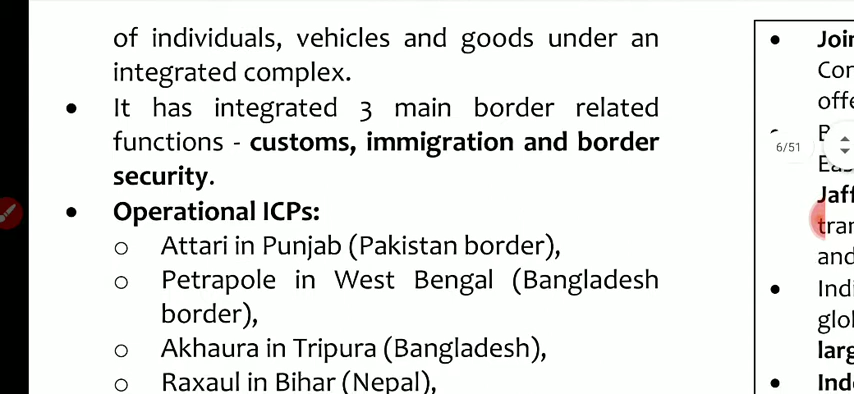 of individuals, vehicles and goods under an
integrated complex.
• It has integrated 3 main border related
functions - customs, immigration and border
security.
• Operational ICPs:
o Attari in Punjab (Pakistan border),
o Petrapole in West Bengal (Bangladesh
border),
o Akhaura in Tripura (Bangladesh),
o Raxaul in Bihar (Nepal),
6/51
and